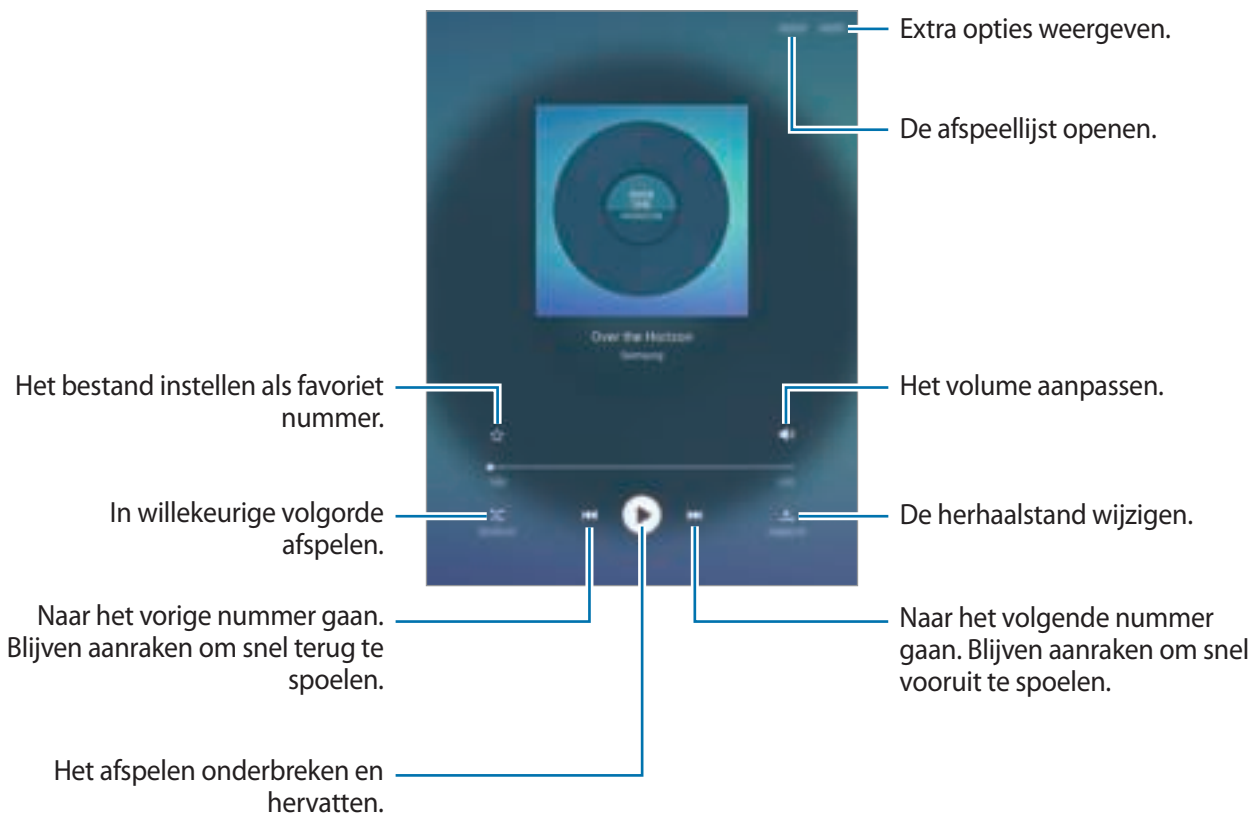 Extra opties weergeven.
De afspeellijst openen.
Over the Horizon
Samsung
Het bestand instellen als favoriet
nummer.
Het volume aanpassen.
In willekeurige volgorde
afspelen.
De herhaalstand wijzigen.
Naar het vorige nummer gaan.
Blijven aanraken om snel terug te
spoelen.
Naar het volgende nummer
gaan. Blijven aanraken om snel
vooruit te spoelen.
Het afspelen onderbreken en
hervatten.